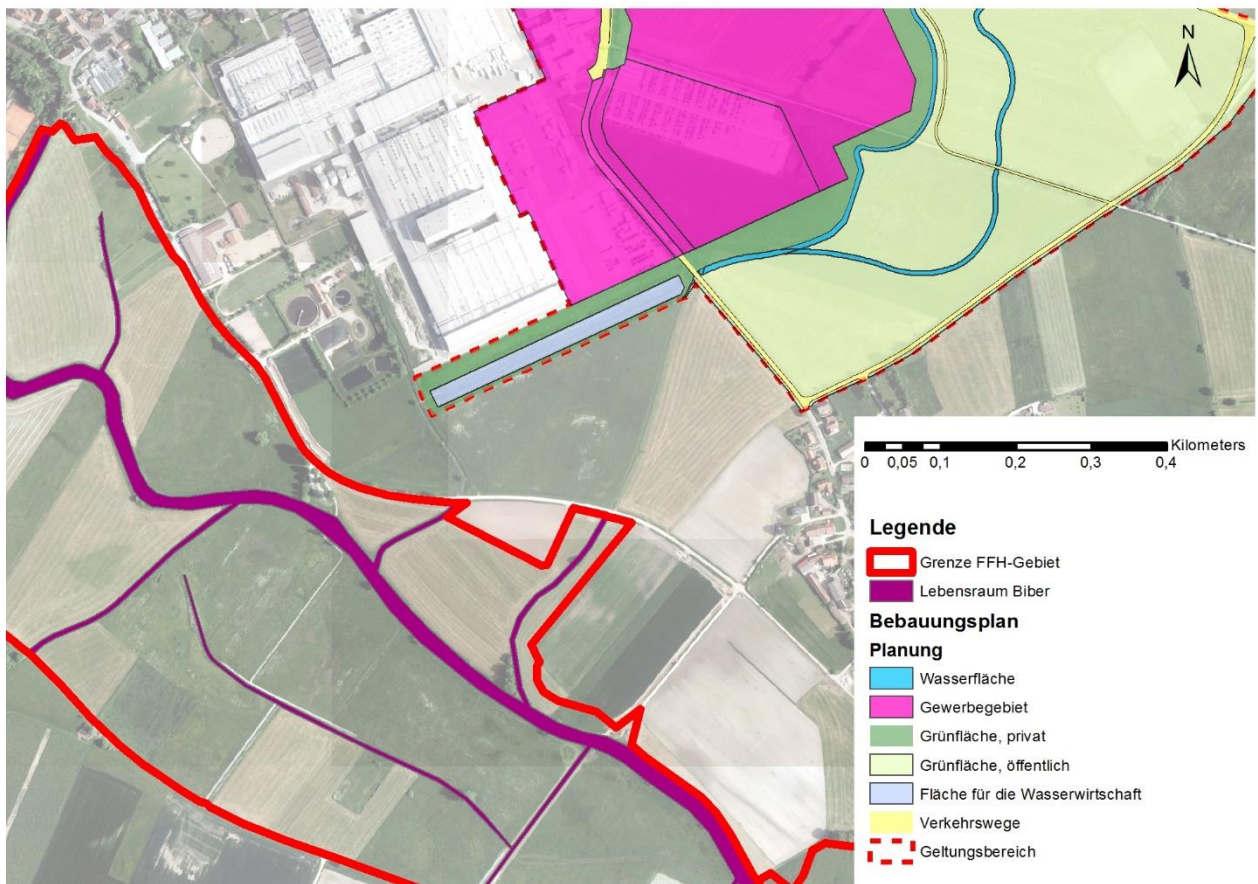 N
Kilometers
0 0,05 0,1 0,2 0,3 0,4
Legende
Grenze FFH-Gebiet
Lebensraum Biber
Bebauungsplan
Planung
Wasserfläche
Gewerbegebiet
Grünfläche, privat
Grünfläche, öffentlich
Fläche für die Wasserwirtschaft
Verkehrswege
Geltungsbereich